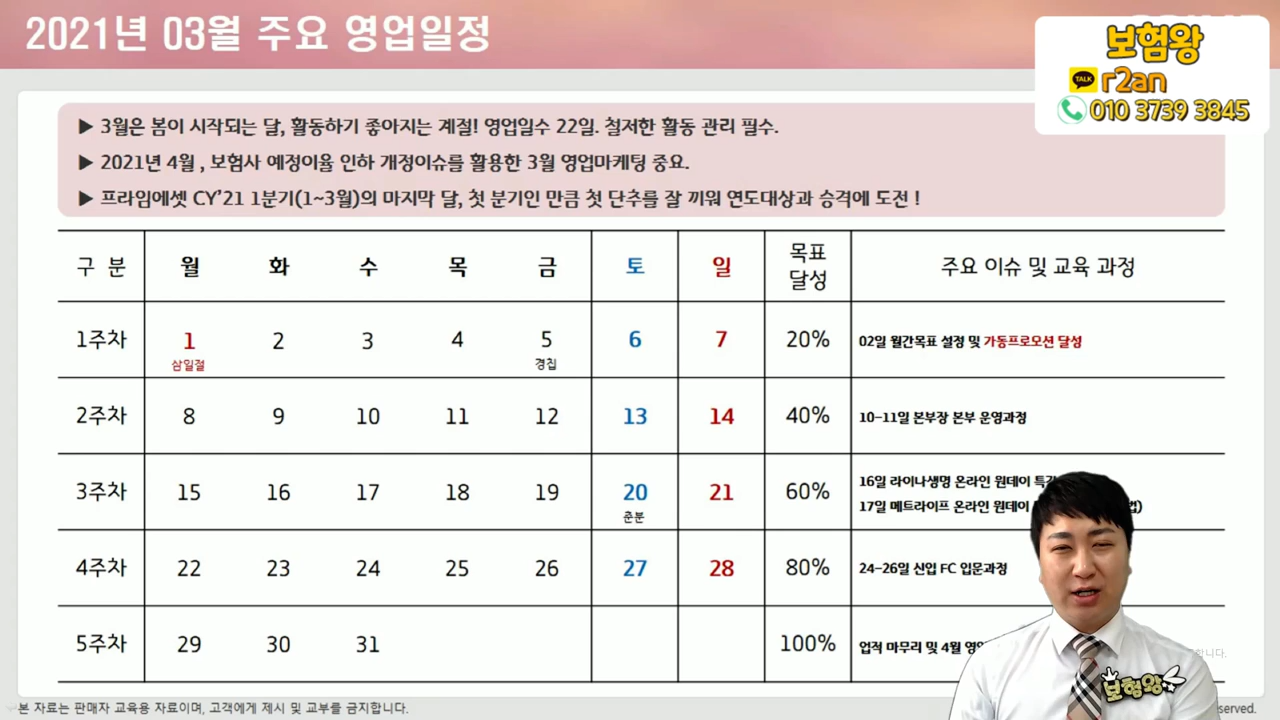 2021년 03월 주요 영업일정
보험왕
TALK r2an
010 3739 3845
▶ 3월은 봄이 시작되는 달, 활동하기 좋아지는 계절! 영업일수 22일. 철저한 활동 관리 필수.
▶ 2021년 4월 , 보험사 예정이율 인하 개정이슈를 활용한 3월 영업마케팅 중요.
▶ 프라임에셋 CY’21 1분기(1~3월)의 마지막 달, 첫 분기인 만큼 첫 단추를 잘 끼워 연도대상과 승격에 도전 !
구 분 월 화 수 목 금 토 일 목표 달성 주요 이슈 및 교육 과정
1주차 1 2 3 4 5 6 7 20% 02일 월간목표 설정 및 가동프로모션 달성
삼일절 경칩
2주차 8 9 10 11 12 13 14 40% 10-11일 본부장 본부 운영과정
16일 라이나생명 온라인 원데이
3주차 15 16 17 18 19 20 21 60%
17일 메트라이프 온라인 원데이
춘분
4주차 22 23 24 25 26 27 28 80% 24-26일 신입 FC 입문과정
5주차 29 30 31 100% 업적 마무리 및 4월
보험왕
본 자료는 판매자 교육용 자료이며, 고객에게 제시 및 교부를 금지합니다.